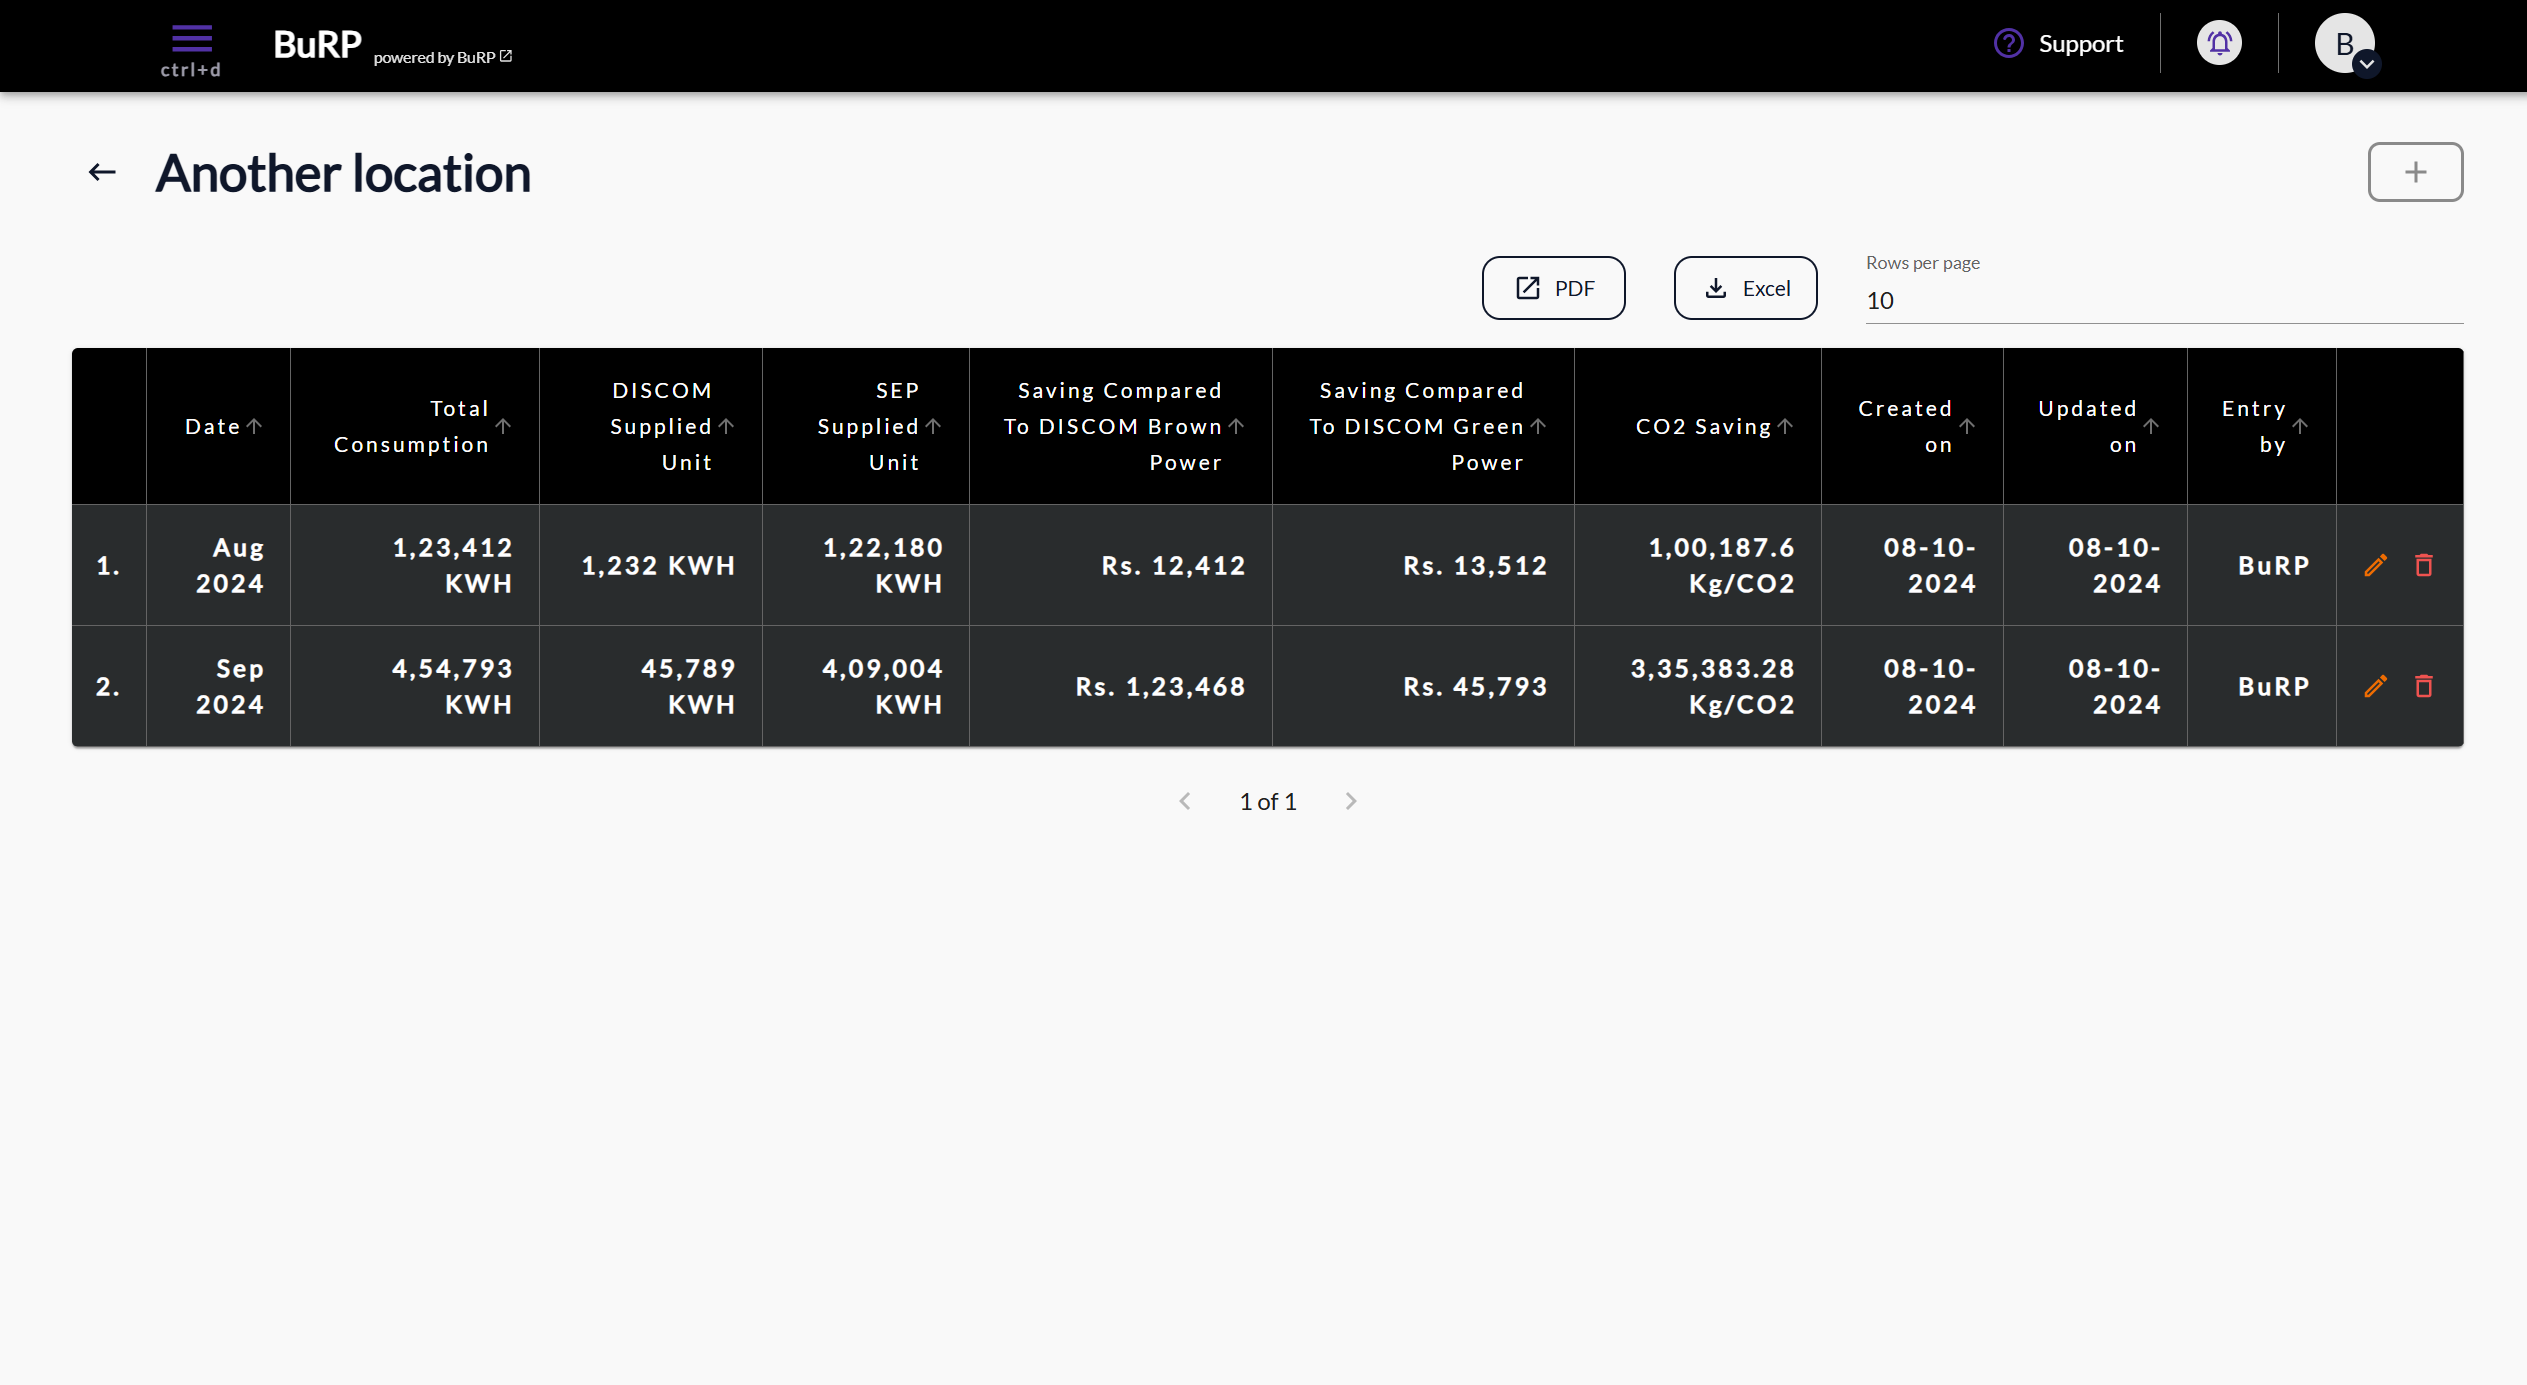 ctrl+d
BuRP powered by BuRP
Support
B
Another location
PDF
Excel
Rows per page
10
Date
Total
Consumption
DISCOM
Supplied
Unit
SEP
Supplied
Unit
Saving Compared
To DISCOM Brown
Power
Saving Compared
To DISCOM Green
Power
CO2 Saving
Created
on
Updated
on
Entry
by
1.
Aug
2024
1,23,412
KWH
1,232 KWH
1,22,180
KWH
Rs. 12,412
Rs. 13,512
1,00,187.6
Kg/CO2
08-10-
2024
08-10-
2024
BuRP
2.
Sep
2024
4,54,793
KWH
45,789
KWH
4,09,004
KWH
Rs. 1,23,468
Rs. 45,793
3,35,383.28
Kg/CO2
08-10-
2024
08-10-
2024
BuRP
1 of 1